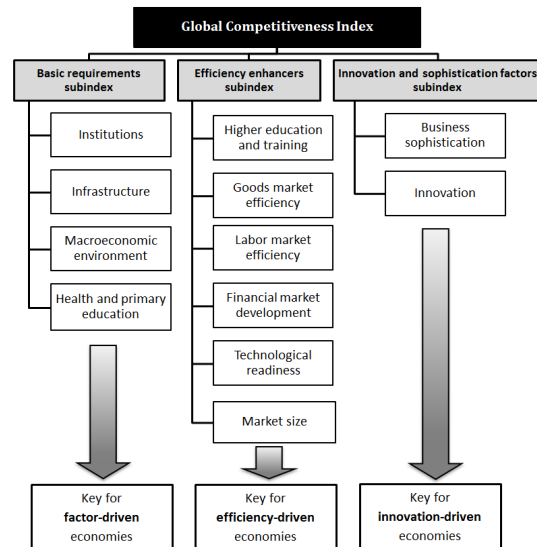 Global Competitiveness Index
Basic requirements
subindex
Institutions
Infrastructure
Macroeconomic
environment
Health and primary
education
Key for
factor-driven
economies
Efficiency enhancers
subindex
Higher education
and training
Goods market
efficiency
Labor market
efficiency
Financial market
development
Technological
readiness
Market size
Key for
efficiency-driven
economies
Innovation and sophistication factors
subindex
Business
sophistication
Innovation
Key for
innovation-driven
economies